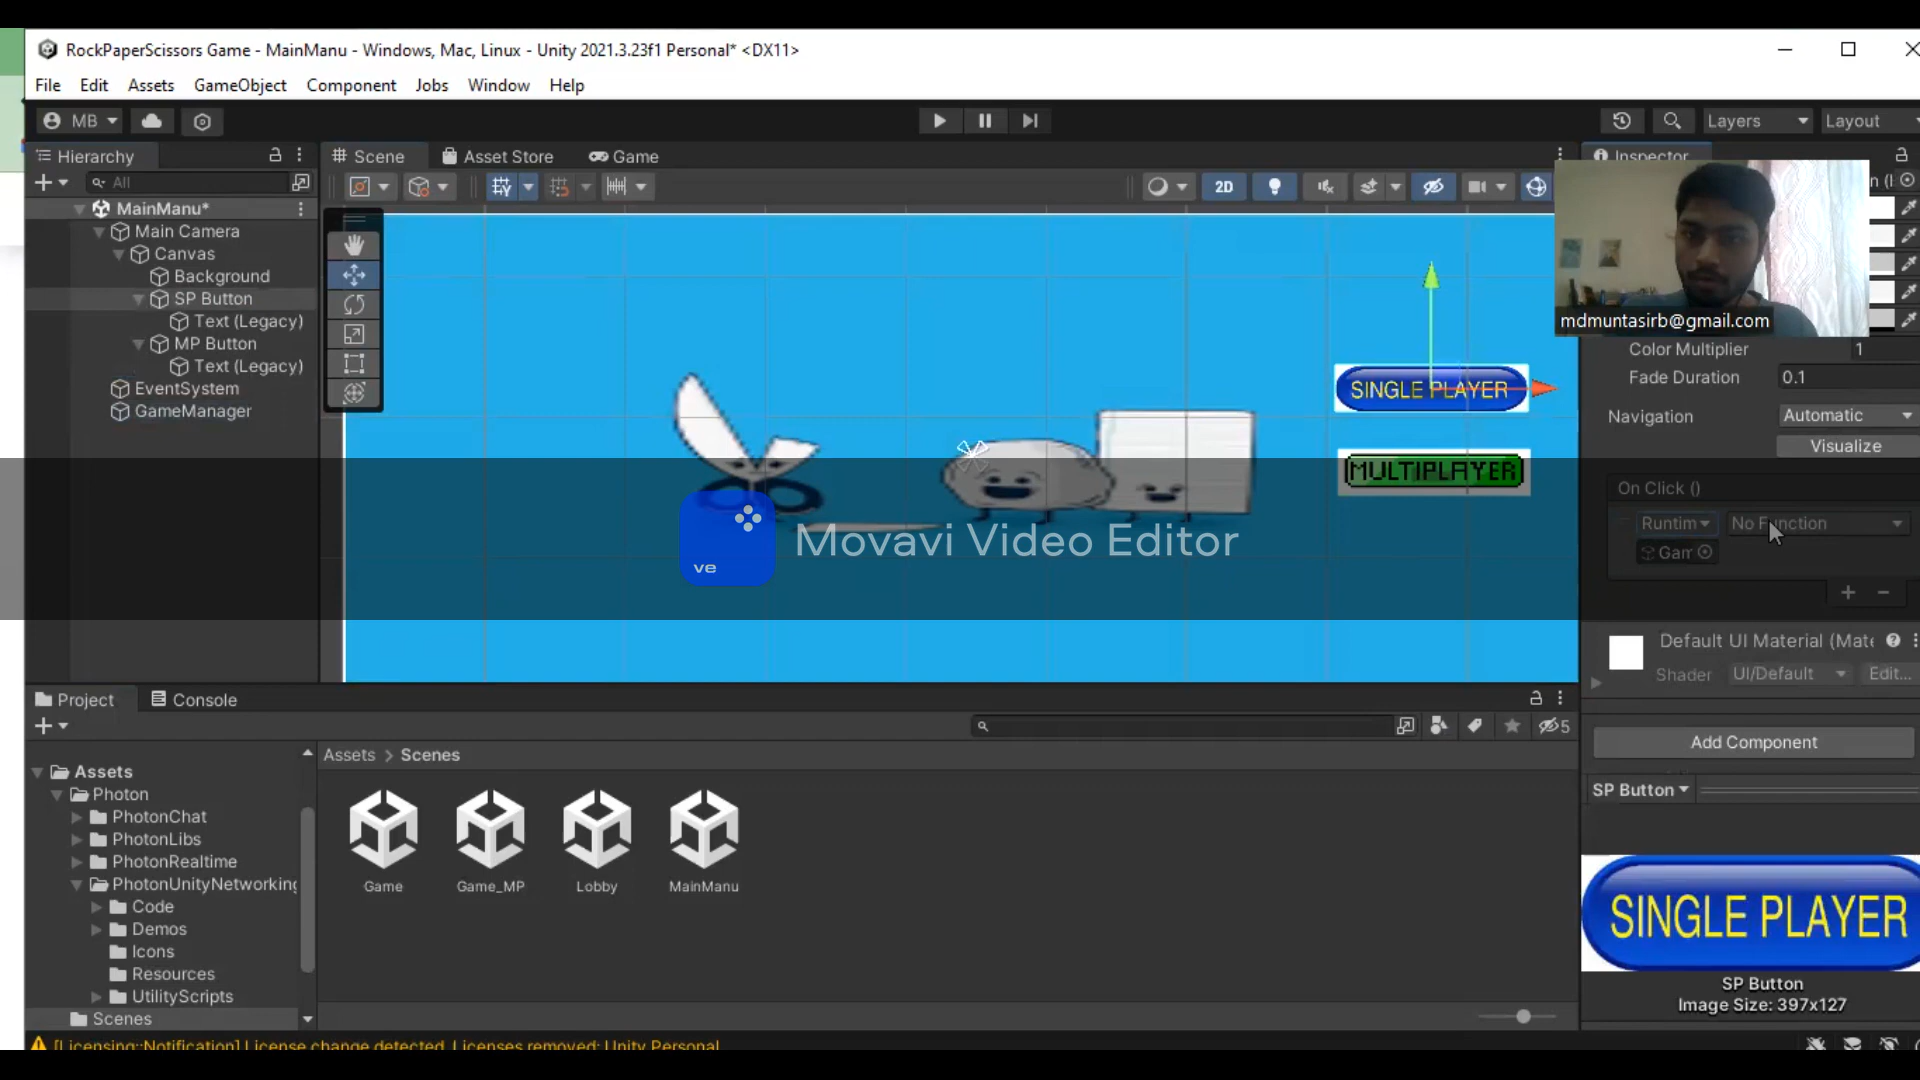 RockPaperScissors Game - MainManu - Windows, Mac, Linux - Unity 2021.3.23f1 Personal* <DX11>
File Edit Assets GameObject Component Jobs Window Help
MB Layers Layout
Hierarchy Scene Asset Store Game Inspector
All 2D
MainManu*
Main Camera
Canvas
Background
SP Button
Text (Legacy)
MP Button
Text (Legacy)
EventSystem
GameManager
SINGLE PLAYER
MULTIPLAYER
mdmuntasirb@gmail.com
Color Multiplier 1
Fade Duration 0.1
Navigation Automatic
Visualize
On Click ()
Runtim No Function
Gam
ve Movavi Video Editor
Default UI Material (Mate
Shader UI/Default Edit...
Add Component
SP Button
SINGLE PLAYER
SP Button
Image Size: 397x127
Project Console
5
Assets > Scenes
Assets
Photon
PhotonChat
PhotonLibs
PhotonRealtime
PhotonUnityNetworking
Code
Demos
Icons
Resources
UtilityScripts
Scenes
Game Game_MP Lobby MainManu
[Licensing::Notification] License change detected. Licenses removed: Unity Personal